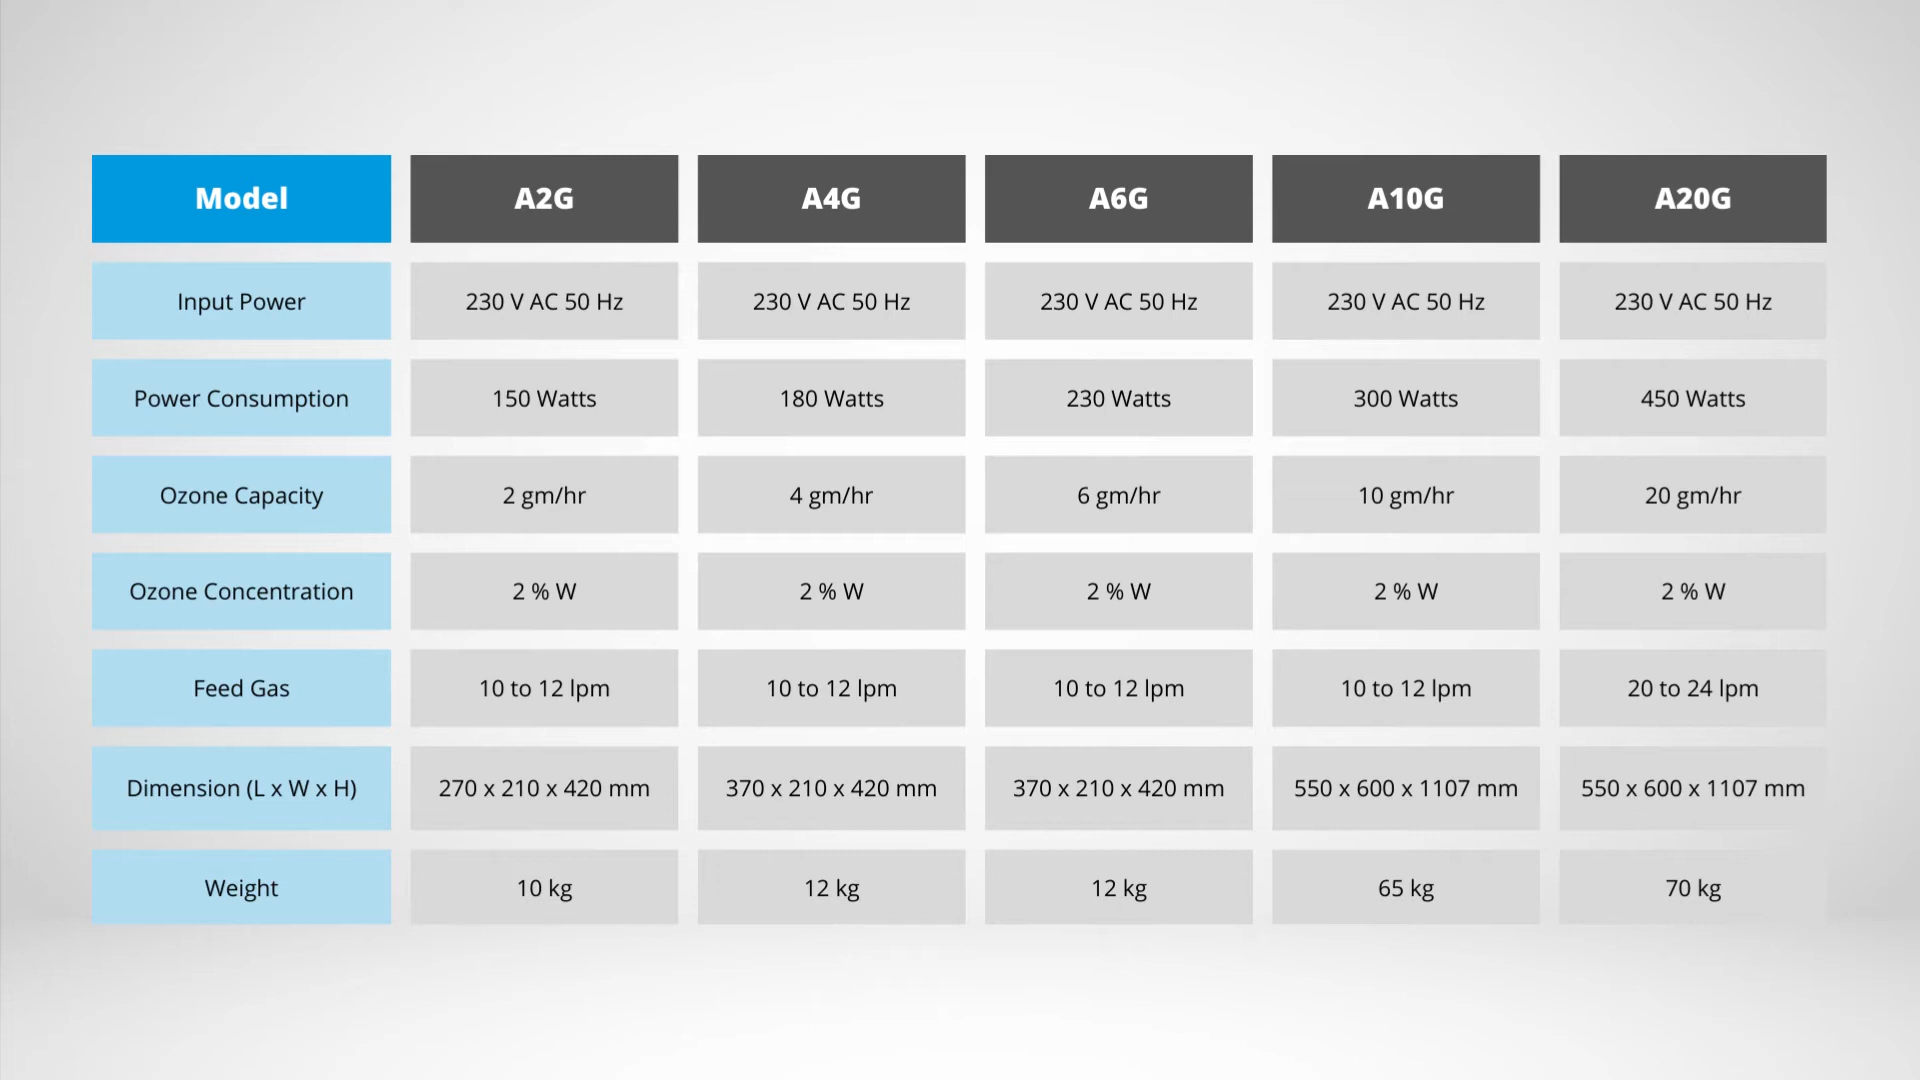 Model A2G A4G A6G A10G A20G
Input Power 230 V AC 50 Hz 230 V AC 50 Hz 230 V AC 50 Hz 230 V AC 50 Hz 230 V AC 50 Hz
Power Consumption 150 Watts 180 Watts 230 Watts 300 Watts 450 Watts
Ozone Capacity 2 gm/hr 4 gm/hr 6 gm/hr 10 gm/hr 20 gm/hr
Ozone Concentration 2 % W 2 % W 2 % W 2 % W 2 % W
Feed Gas 10 to 12 lpm 10 to 12 lpm 10 to 12 lpm 10 to 12 lpm 20 to 24 lpm
Dimension (L x W x H) 270 x 210 x 420 mm 370 x 210 x 420 mm 370 x 210 x 420 mm 550 x 600 x 1107 mm 550 x 600 x 1107 mm
Weight 10 kg 12 kg 12 kg 65 kg 70 kg